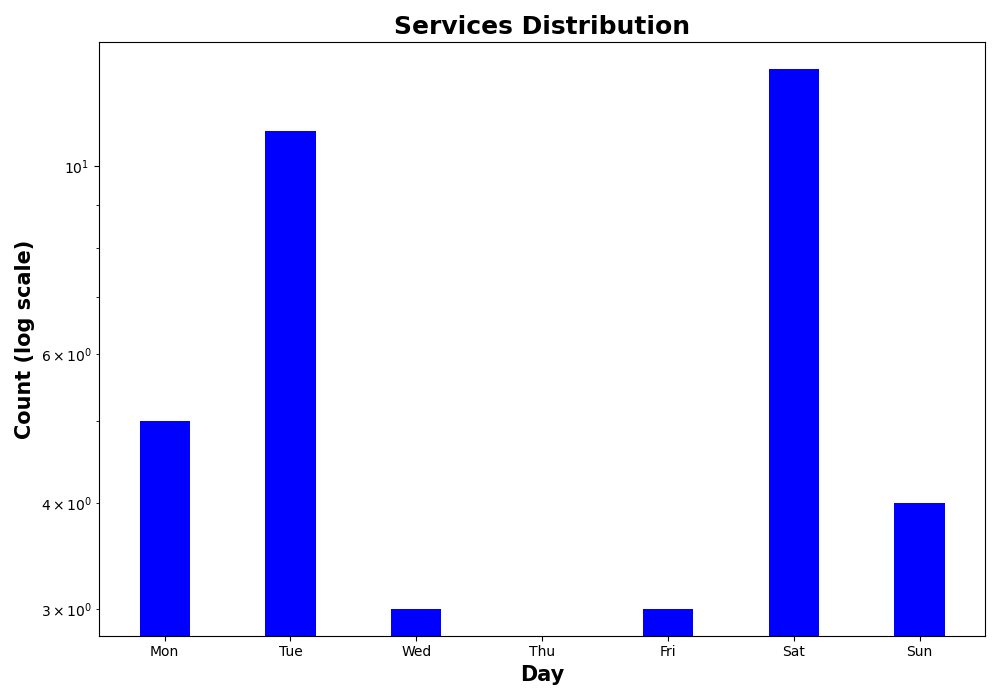 Services Distribution
Count (log scale)
10¹
6 × 10⁰
4 × 10⁰
3 × 10⁰
Mon Tue Wed Thu Fri Sat Sun
Day